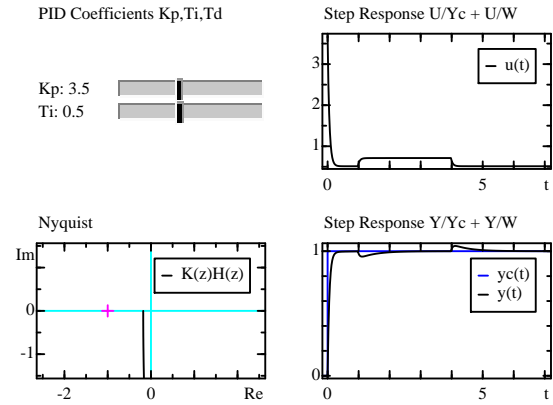 PID Coefficients Kp,Ti,Td
Kp: 3.5
Ti: 0.5
Step Response U/Yc + U/W
3
1
u(t)
0
5
t
Nyquist
Im
0
-1
K(z)H(z)
-2
0
Re
Step Response Y/Yc + Y/W
1
0
yc(t)
y(t)
0
5
t